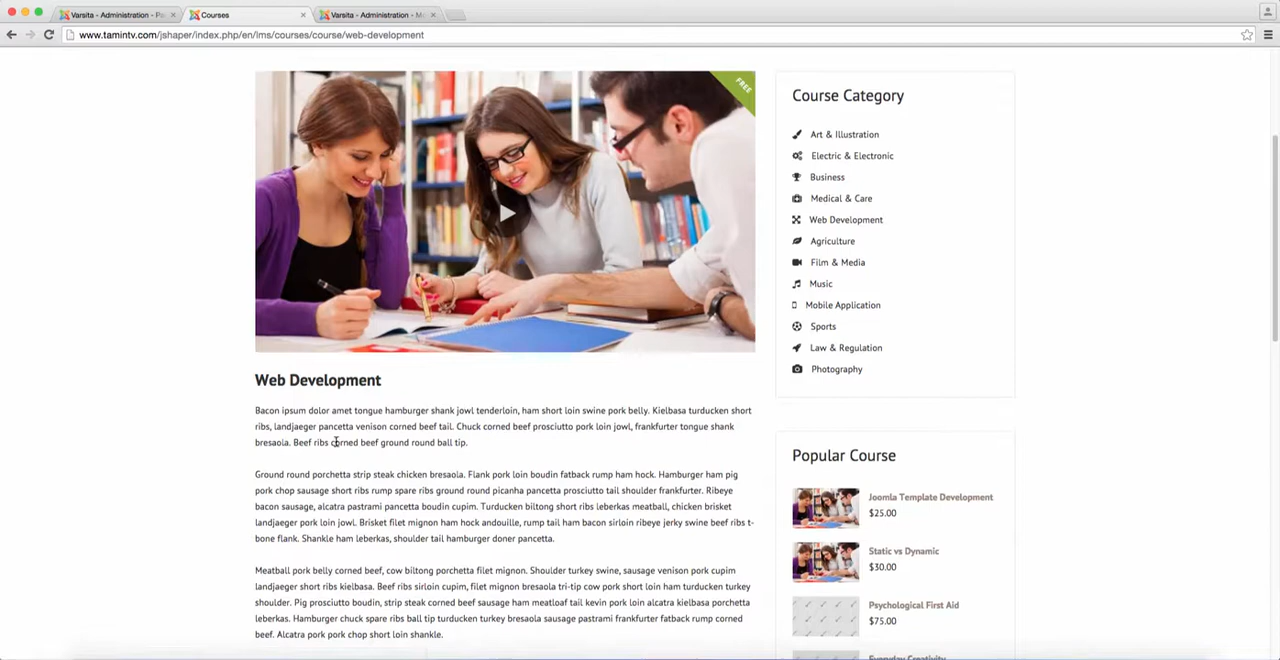 Varsita - Administration - Pa
Courses
Varsita - Administration - M
www.tamintv.com/jshaper/index.php/en/lms/courses/course/web-development
FREE
Web Development
Bacon ipsum dolor amet tongue hamburger shank jowl tenderloin, ham short loin swine pork belly. Kielbasa turducken short
ribs, landjaeger pancetta venison corned beef tail. Chuck corned beef prosciutto pork loin jowl, frankfurter tongue shank
bresaola. Beef ribs corned beef ground round ball tip.
Ground round porchetta strip steak chicken bresaola. Flank pork loin boudin fatback rump ham hock. Hamburger ham pig
pork chop sausage short ribs rump spare ribs ground round picanha pancetta prosciutto tail shoulder frankfurter. Ribeye
bacon sausage, alcatra pastrami pancetta boudin cupim. Turducken biltong short ribs leberkas meatball, chicken brisket
landjaeger pork loin jowl. Brisket filet mignon ham hock andouille, rump tail ham bacon sirloin ribeye jerky swine beef ribs t-
bone flank. Shankle ham leberkas, shoulder tail hamburger doner pancetta.
Meatball pork belly corned beef, cow biltong porchetta filet mignon. Shoulder turkey swine, sausage venison pork cupim
landjaeger short ribs kielbasa. Beef ribs sirloin cupim, filet mignon bresaola tri-tip cow pork short loin ham turducken turkey
shoulder. Pig prosciutto boudin, strip steak corned beef sausage ham meatloaf tail kevin pork loin alcatra kielbasa porchetta
leberkas. Hamburger chuck spare ribs ball tip turducken turkey bresaola sausage pastrami frankfurter fatback rump corned
beef. Alcatra pork pork chop short loin shankle.
Course Category
Art & Illustration
Electric & Electronic
Business
Medical & Care
Web Development
Agriculture
Film & Media
Music
Mobile Application
Sports
Law & Regulation
Photography
Popular Course
Joomla Template Development
$25.00
Static vs Dynamic
$30.00
Psychological First Aid
$75.00
Everyday Creativity